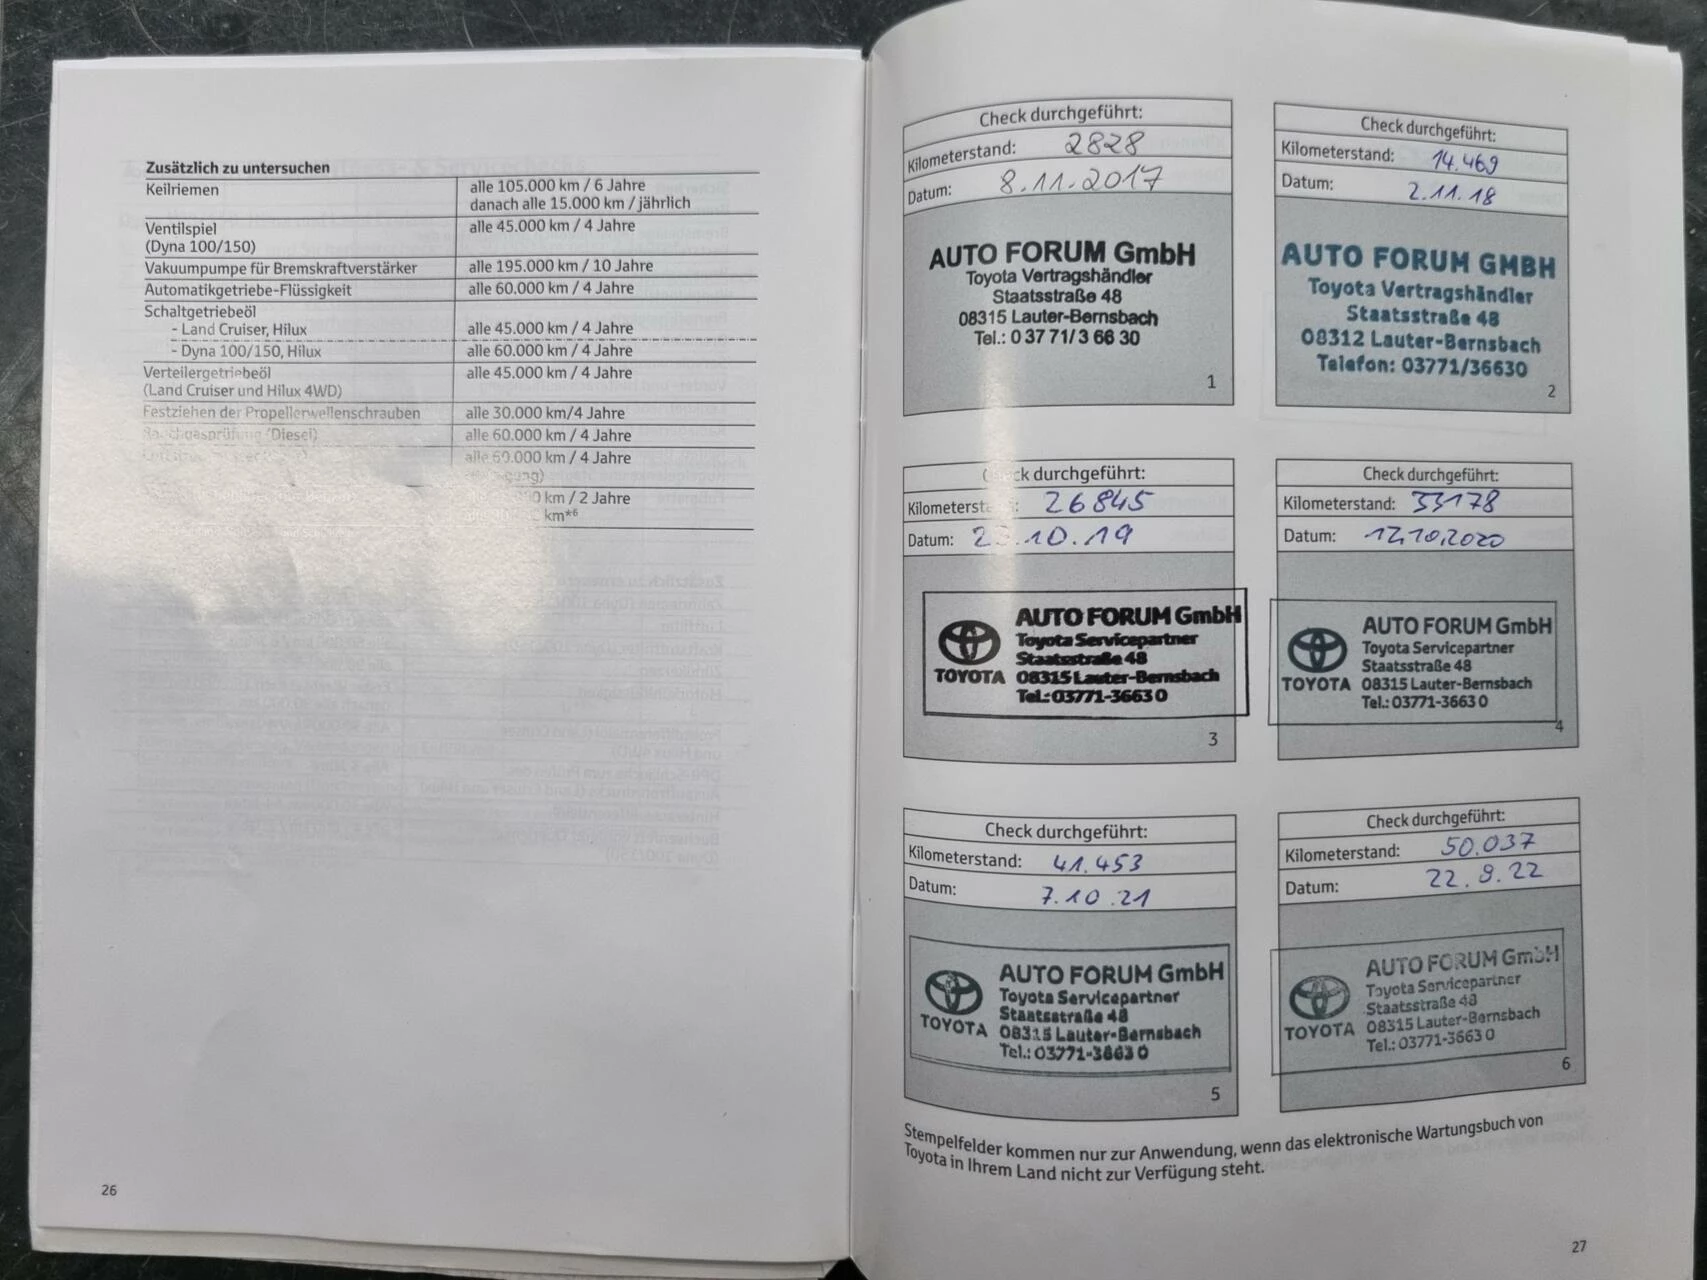 Zusätzlich zu untersuchen
Keilriemen alle 105.000 km / 6 Jahre
danach alle 15.000 km / jährlich
Ventilspiel alle 45.000 km / 4 Jahre
(Dyna 100/150)
Vakuumpumpe für Bremskraftverstärker alle 195.000 km / 10 Jahre
Automatikgetriebe-Flüssigkeit alle 60.000 km / 4 Jahre
Schaltgetriebeöl
- Land Cruiser, Hilux alle 45.000 km / 4 Jahre
- Dyna 100/150, Hilux alle 60.000 km / 4 Jahre
Verteilergetriebeöl alle 45.000 km / 4 Jahre
(Land Cruiser und Hilux 4WD)
Festziehen der Propellerwellenschrauben alle 30.000 km/4 Jahre
(Diesel) alle 60.000 km / 4 Jahre
alle 60.000 km / 4 Jahre
km / 2 Jahre
km*6
26
Check durchgeführt:
Kilometerstand: 2828
Datum: 8.11.2017
AUTO FORUM GmbH
Toyota Vertragshändler
Staatsstraße 48
08315 Lauter-Bernsbach
Tel.: 0 37 71/3 66 30
1
Check durchgeführt:
Kilometerstand: 14.469
Datum: 2.11.18
AUTO FORUM GMBH
Toyota Vertragshändler
Staatsstraße 48
08312 Lauter-Bernsbach
Telefon: 03771/36630
2
Check durchgeführt:
Kilometerstand: 26845
Datum: .10.19
AUTO FORUM GmbH
Toyota Servicepartner
Staatsstraße 48
TOYOTA 08315 Lauter-Bernsbach
Tel.: 03771-3663 0
3
Check durchgeführt:
Kilometerstand: 33178
Datum: 12.10.2020
AUTO FORUM GmbH
Toyota Servicepartner
Staatsstraße 48
TOYOTA 08315 Lauter-Bernsbach
Tel.: 03771-3663 0
4
Check durchgeführt:
Kilometerstand: 41.453
Datum: 7.10.21
AUTO FORUM GmbH
Toyota Servicepartner
Staatsstraße 48
TOYOTA 08315 Lauter-Bernsbach
Tel.: 03771-3663 0
5
Check durchgeführt:
Kilometerstand: 50.037
Datum: 22.9.22
AUTO FORUM GmbH
Toyota Servicepartner
Staatsstraße 48
TOYOTA 08315 Lauter-Bernsbach
Tel.: 03771-3663 0
6
Stempelfelder kommen nur zur Anwendung, wenn das elektronische Wartungsbuch von
Toyota in Ihrem Land nicht zur Verfügung steht.
27